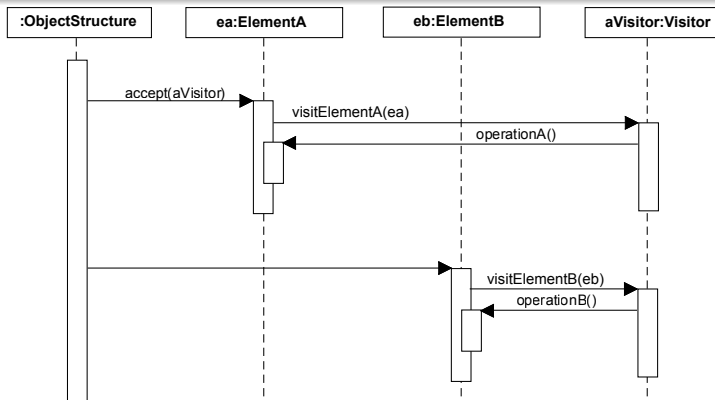 :ObjectStructure
ea:ElementA
eb:ElementB
aVisitor:Visitor
accept(aVisitor)
visitElementA(ea)
operationA()
visitElementB(eb)
operationB()